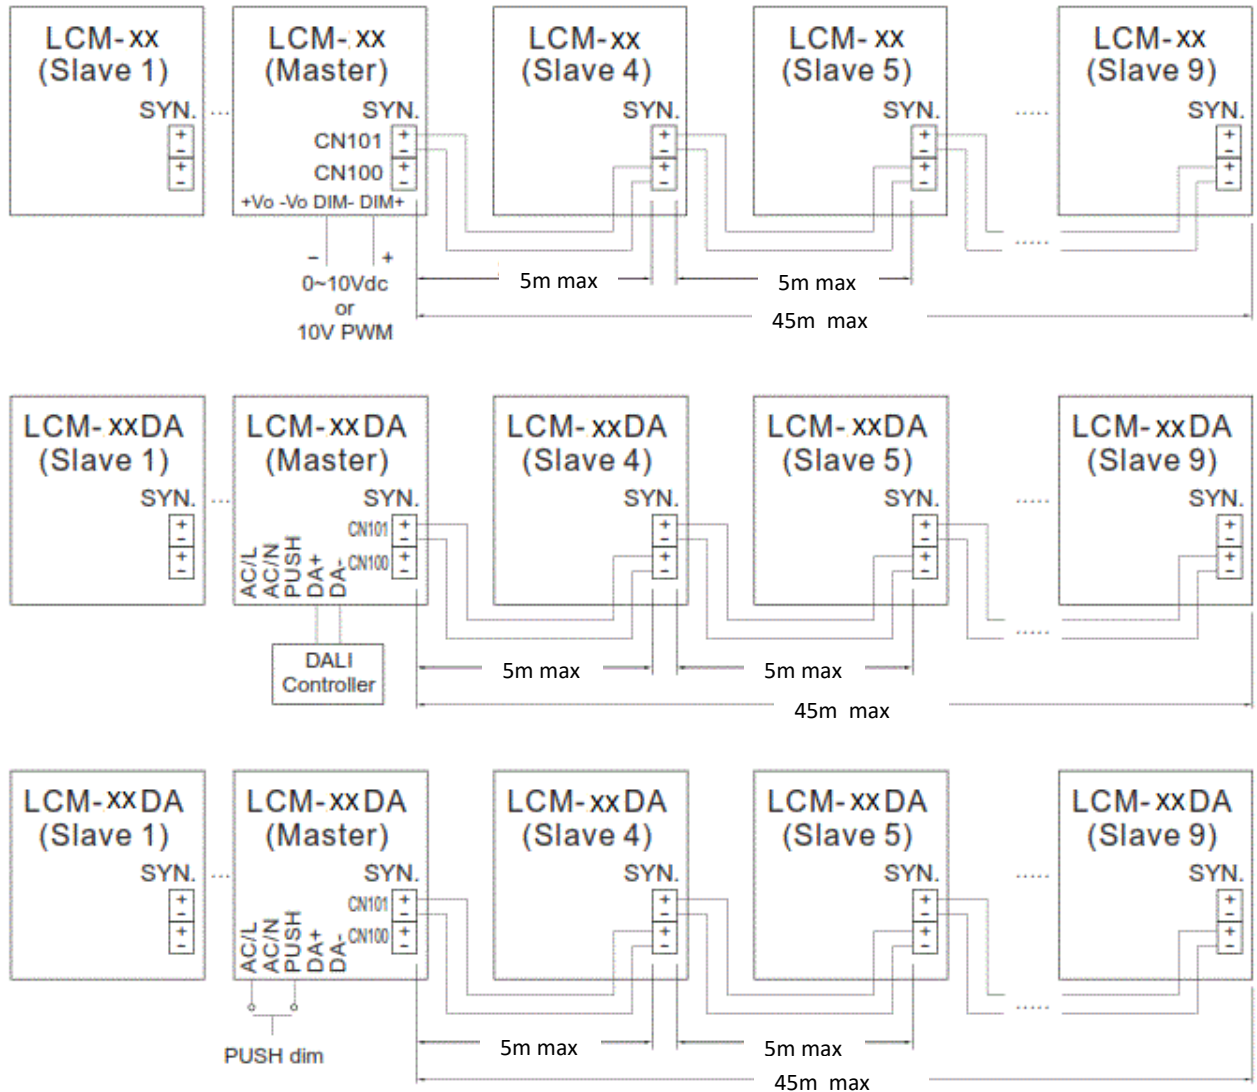 LCM-xx
(Slave 1)
SYN.
+
-
+
-
.....
LCM-xx
(Master)
SYN.
CN101
+
-
CN100
+
-
+Vo -Vo DIM- DIM+
- +
0~10Vdc
or
10V PWM
LCM-xx
(Slave 4)
SYN.
+
-
+
-
LCM-xx
(Slave 5)
SYN.
+
-
+
-
.....
.....
LCM-xx
(Slave 9)
SYN.
+
-
+
-
5m max
5m max
45m max
LCM-xxDA
(Slave 1)
SYN.
+
-
+
-
.....
LCM-xxDA
(Master)
SYN.
CN101
+
-
CN100
+
-
AC/L
AC/N
PUSH
DA+
DA-
DALI
Controller
LCM-xxDA
(Slave 4)
SYN.
+
-
+
-
LCM-xxDA
(Slave 5)
SYN.
+
-
+
-
.....
.....
LCM-xxDA
(Slave 9)
SYN.
+
-
+
-
5m max
5m max
45m max
LCM-xxDA
(Slave 1)
SYN.
+
-
+
-
...
LCM-xxDA
(Master)
SYN.
CN101
+
-
CN100
+
-
AC/L
AC/N
PUSH
DA+
DA-
PUSH dim
LCM-xxDA
(Slave 4)
SYN.
+
-
+
-
LCM-xxDA
(Slave 5)
SYN.
+
-
+
-
.....
.....
LCM-xxDA
(Slave 9)
SYN.
+
-
+
-
5m max
5m max
45m max